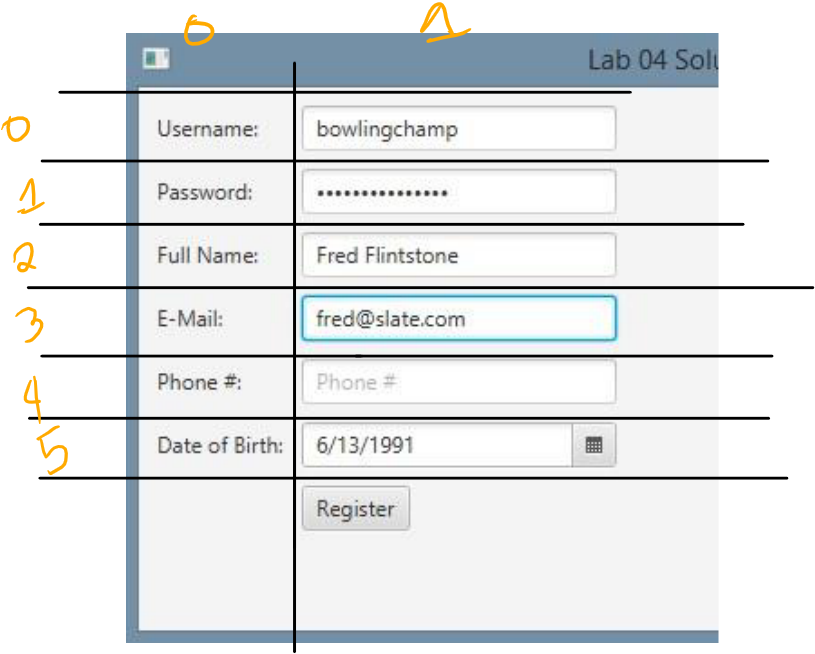 0 1
Lab 04 Solu
0 Username: bowlingchamp
1 Password: •••••••••••••••
2 Full Name: Fred Flintstone
3 E-Mail: fred@slate.com
4 Phone #: Phone #
5 Date of Birth: 6/13/1991
Register